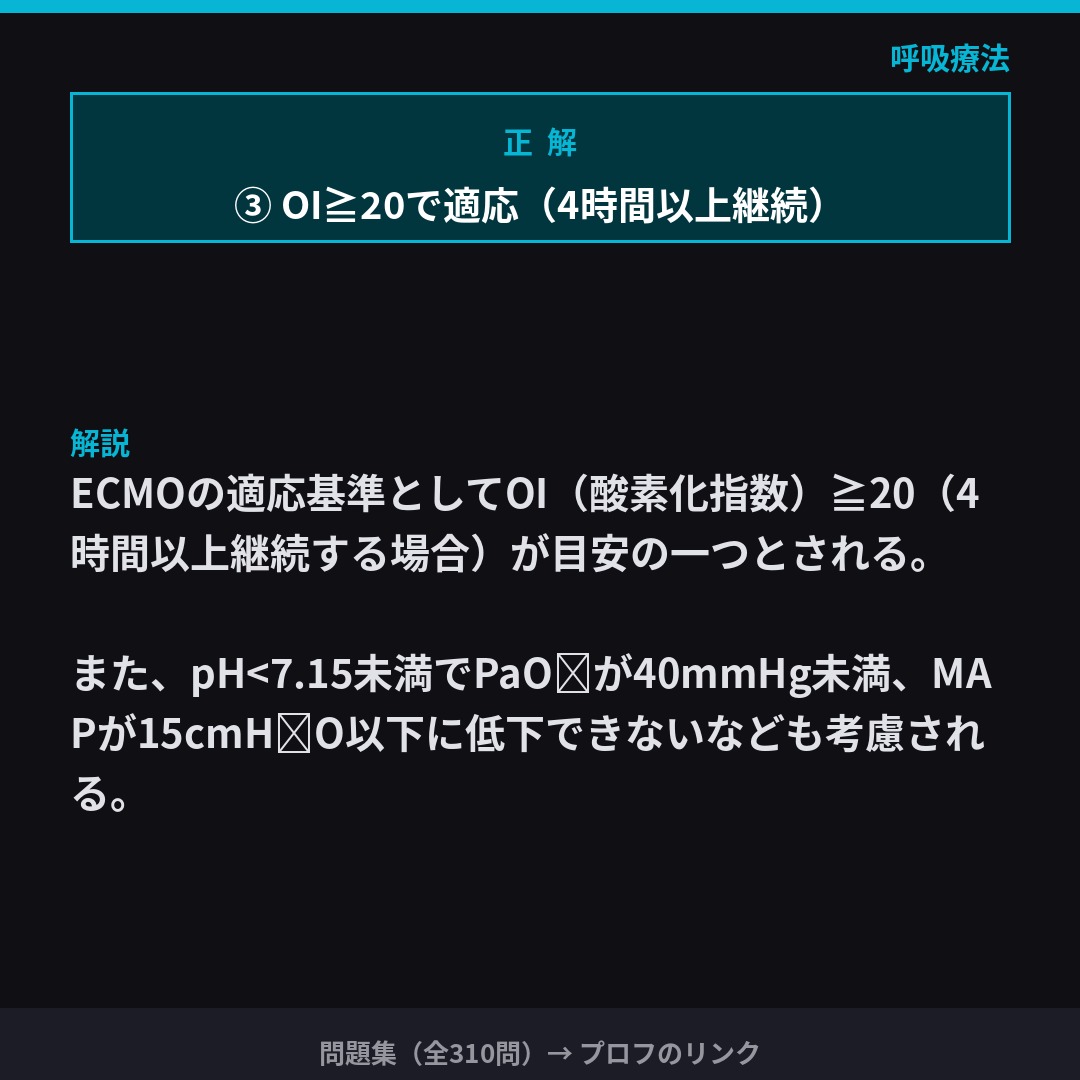 呼吸療法
正 解
③ OI≧20で適応（4時間以上継続）
解説
ECMOの適応基準としてOI（酸素化指数）≧20（4
時間以上継続する場合）が目安の一つとされる。
また、pH<7.15未満でPaO☒が40mmHg未満、MA
Pが15cmH☒O以下に低下できないなども考慮され
る。
問題集（全310問）→ プロフのリンク